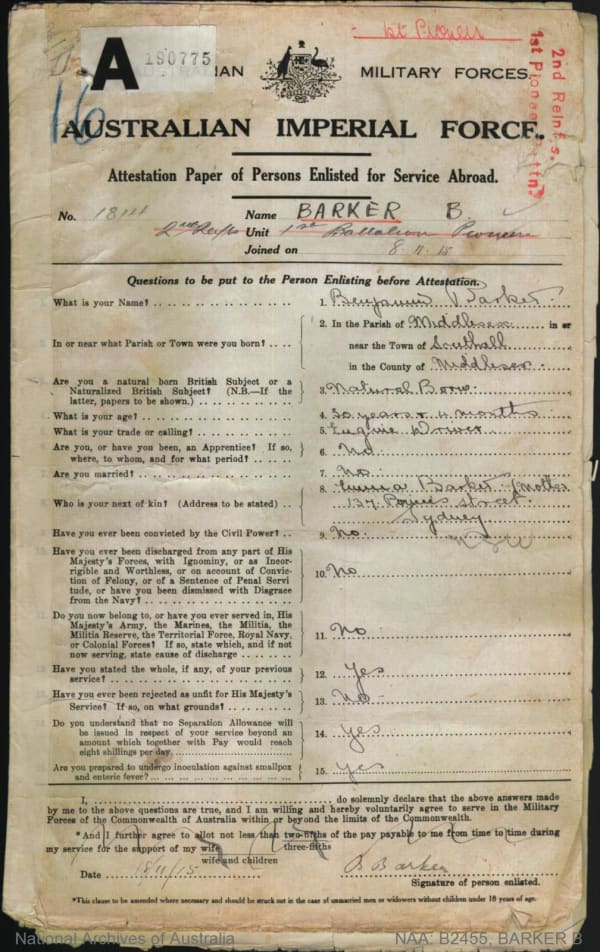 1st Pioneers
A 190775
AUSTRALIAN MILITARY FORCES.
2nd Reinf's.
1st Pioneer Battn.
16
AUSTRALIAN IMPERIAL FORCE.
Attestation Paper of Persons Enlisted for Service Abroad.
No. Name BARKER B.
Unit 1st Battalion Pioneer
Joined on 8.11.15
Questions to be put to the Person Enlisting before Attestation.
What is your Name? 1. Benjamin Barker
In or near what Parish or Town were you born? 2. In the Parish of Middlesex in or
near the Town of Southall
in the County of Middlesex.
Are you a natural born British Subject or a
Naturalized British Subject? (N.B.—If the
latter, papers to be shown.) 3. Natural Born.
What is your age? 4. 30 years & 4 months
What is your trade or calling? 5. Engine Driver
Are you, or have you been, an Apprentice? If so,
where, to whom, and for what period? 6. No
Are you married? 7. No
Who is your next of kin? (Address to be stated) 8. Emma Barker (Mother
137 street.
Sydney
N.S.W
Have you ever been convicted by the Civil Power? 9. No.
Have you ever been discharged from any part of His
Majesty's Forces, with Ignominy, or as Incor-
rigible and Worthless, or on account of Convic-
tion of Felony, or of a Sentence of Penal Servi-
tude, or have you been dismissed with Disgrace
from the Navy? 10. No
Do you now belong to, or have you ever served in, His
Majesty's Army, the Marines, the Militia, the
Militia Reserve, the Territorial Force, Royal Navy,
or Colonial Forces? If so, state which, and if not
now serving, state cause of discharge 11. No
Have you stated the whole, if any, of your previous
service? 12. Yes
Have you ever been rejected as unfit for His Majesty's
Service? If so, on what grounds? 13. No
Do you understand that no Separation Allowance will
be issued in respect of your service beyond an
amount which together with Pay would reach
eight shillings per day 14. Yes
Are you prepared to undergo inoculation against smallpox
and enteric fever? 15. Yes
I, do solemnly declare that the above answers made
by me to the above questions are true, and I am willing and hereby voluntarily agree to serve in the Military
Forces of the Commonwealth of Australia within or beyond the limits of the Commonwealth.
*And I further agree to allot not less than two-fifths of the pay payable to me from time to time during
three-fifths
my service for the support of my wife
wife and children
Date 18/11/15 B Barker
Signature of person enlisted.
*This clause to be amended where necessary and should be struck out in the case of unmarried men or widowers without children under 18 years of age.
National Archives of Australia NAA: B2455, BARKER B